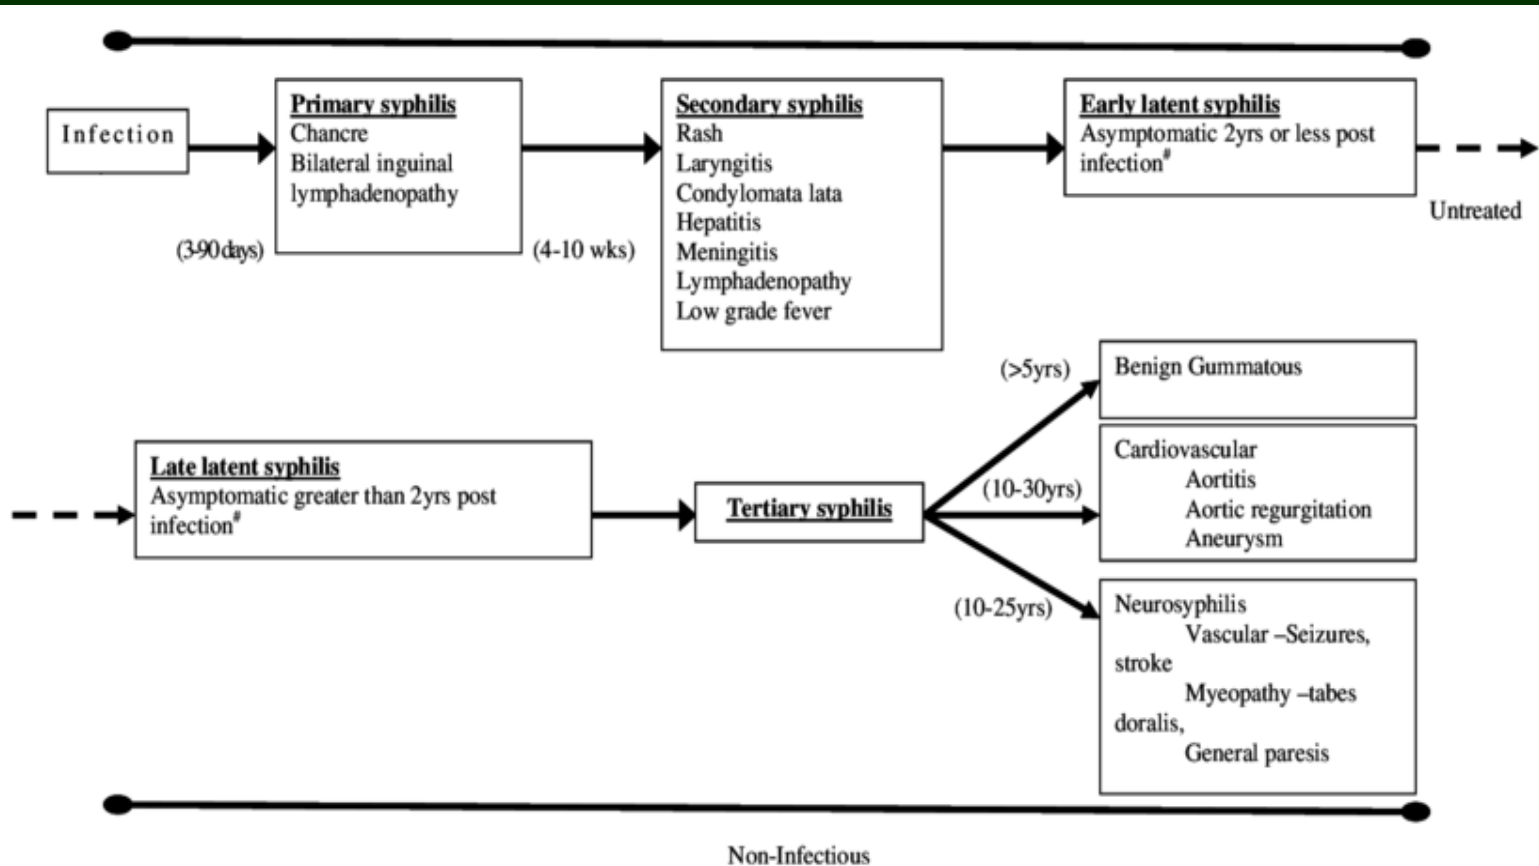 Infection
(3-90days)
Primary syphilis
Chancre
Bilateral inguinal
lymphadenopathy
(4-10 wks)
Secondary syphilis
Rash
Laryngitis
Condylomata lata
Hepatitis
Meningitis
Lymphadenopathy
Low grade fever
Early latent syphilis
Asymptomatic 2yrs or less post
infection#
Untreated
Late latent syphilis
Asymptomatic greater than 2yrs post
infection#
Tertiary syphilis
(>5yrs)
Benign Gummatous
(10-30yrs)
Cardiovascular
Aortitis
Aortic regurgitation
Aneurysm
(10-25yrs)
Neurosyphilis
Vascular –Seizures,
stroke
Myeopathy –tabes
doralis,
General paresis
Non-Infectious